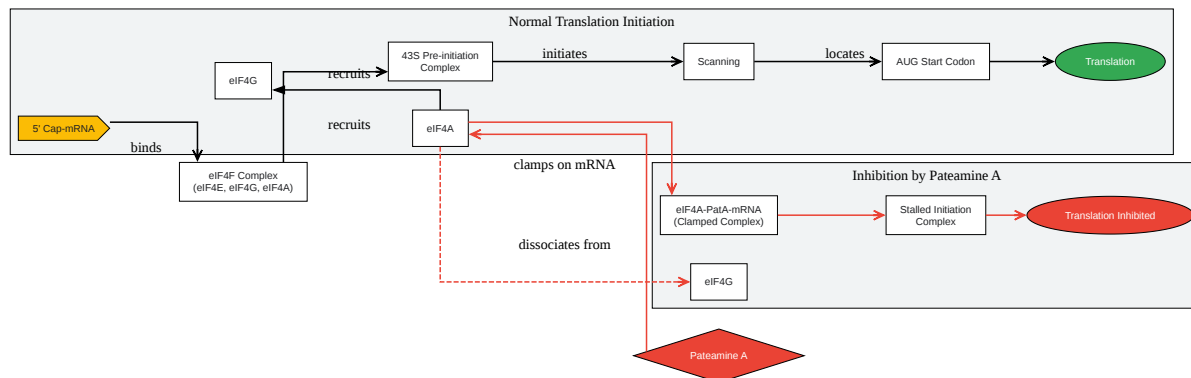 Normal Translation Initiation
43S Pre-initiation
Complex
initiates
Scanning
locates
AUG Start Codon
Translation
eIF4G
recruits
5' Cap-mRNA
binds
recruits
eIF4A
eIF4F Complex
(eIF4E, eIF4G, eIF4A)
clamps on mRNA
Inhibition by Pateamine A
eIF4A-PatA-mRNA
(Clamped Complex)
Stalled Initiation
Complex
Translation Inhibited
dissociates from
eIF4G
Pateamine A